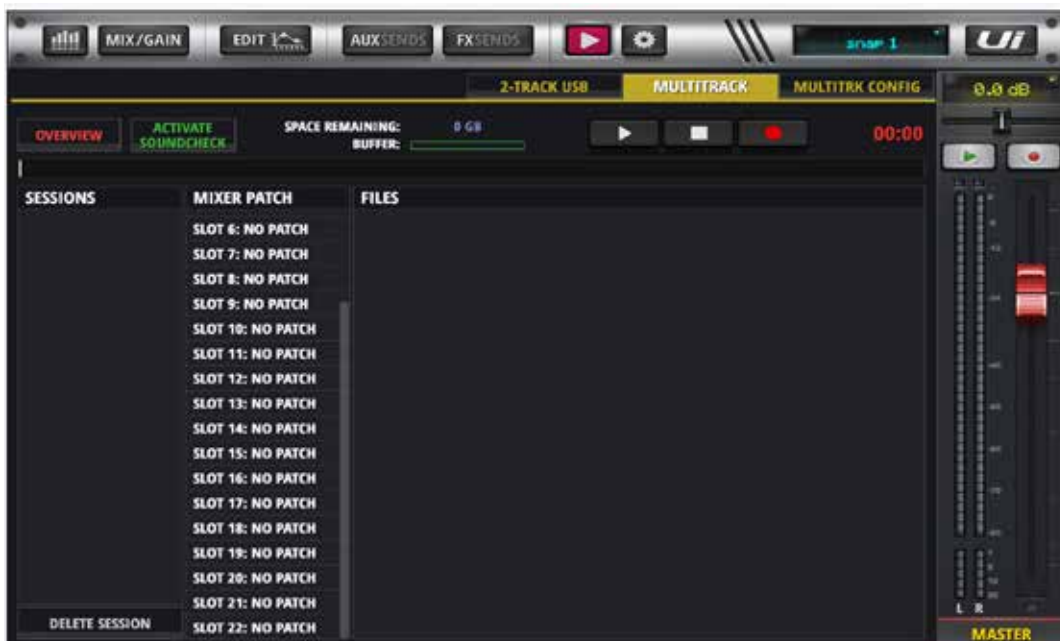 MIX/GAIN
EDIT
AUXSENDS
FXSENDS
snap 1
Ui
2-TRACK USB
MULTITRACK
MULTITRK CONFIG
0.0 dB
OVERVIEW
ACTIVATE
SOUNDCHECK
SPACE REMAINING: 0 GB
BUFFER:
00:00
SESSIONS
MIXER PATCH
FILES
SLOT 6: NO PATCH
SLOT 7: NO PATCH
SLOT 8: NO PATCH
SLOT 9: NO PATCH
SLOT 10: NO PATCH
SLOT 11: NO PATCH
SLOT 12: NO PATCH
SLOT 13: NO PATCH
SLOT 14: NO PATCH
SLOT 15: NO PATCH
SLOT 16: NO PATCH
SLOT 17: NO PATCH
SLOT 18: NO PATCH
SLOT 19: NO PATCH
SLOT 20: NO PATCH
SLOT 21: NO PATCH
SLOT 22: NO PATCH
DELETE SESSION
L R
MASTER